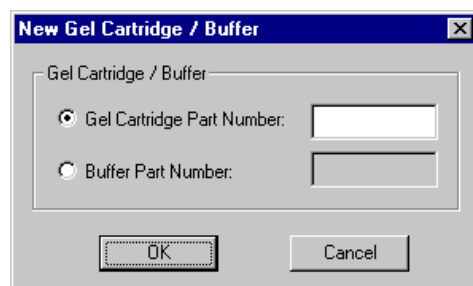 New Gel Cartridge / Buffer
Gel Cartridge / Buffer
Gel Cartridge Part Number:
Buffer Part Number:
OK Cancel